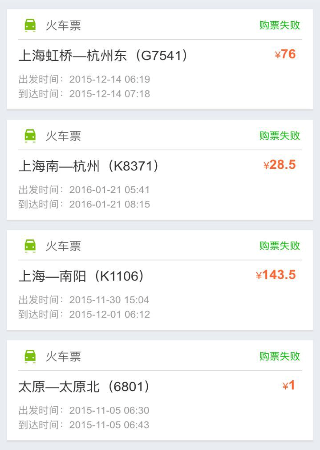 火车票 购票失败
上海虹桥—杭州东（G7541） ¥76
出发时间：2015-12-14 06:19
到达时间：2015-12-14 07:18
火车票 购票失败
上海南—杭州（K8371） ¥28.5
出发时间：2016-01-21 05:41
到达时间：2016-01-21 08:15
火车票 购票失败
上海—南阳（K1106） ¥143.5
出发时间：2015-11-30 15:04
到达时间：2015-12-01 06:12
火车票 购票失败
太原—太原北（6801） ¥1
出发时间：2015-11-05 06:30
到达时间：2015-11-05 06:43